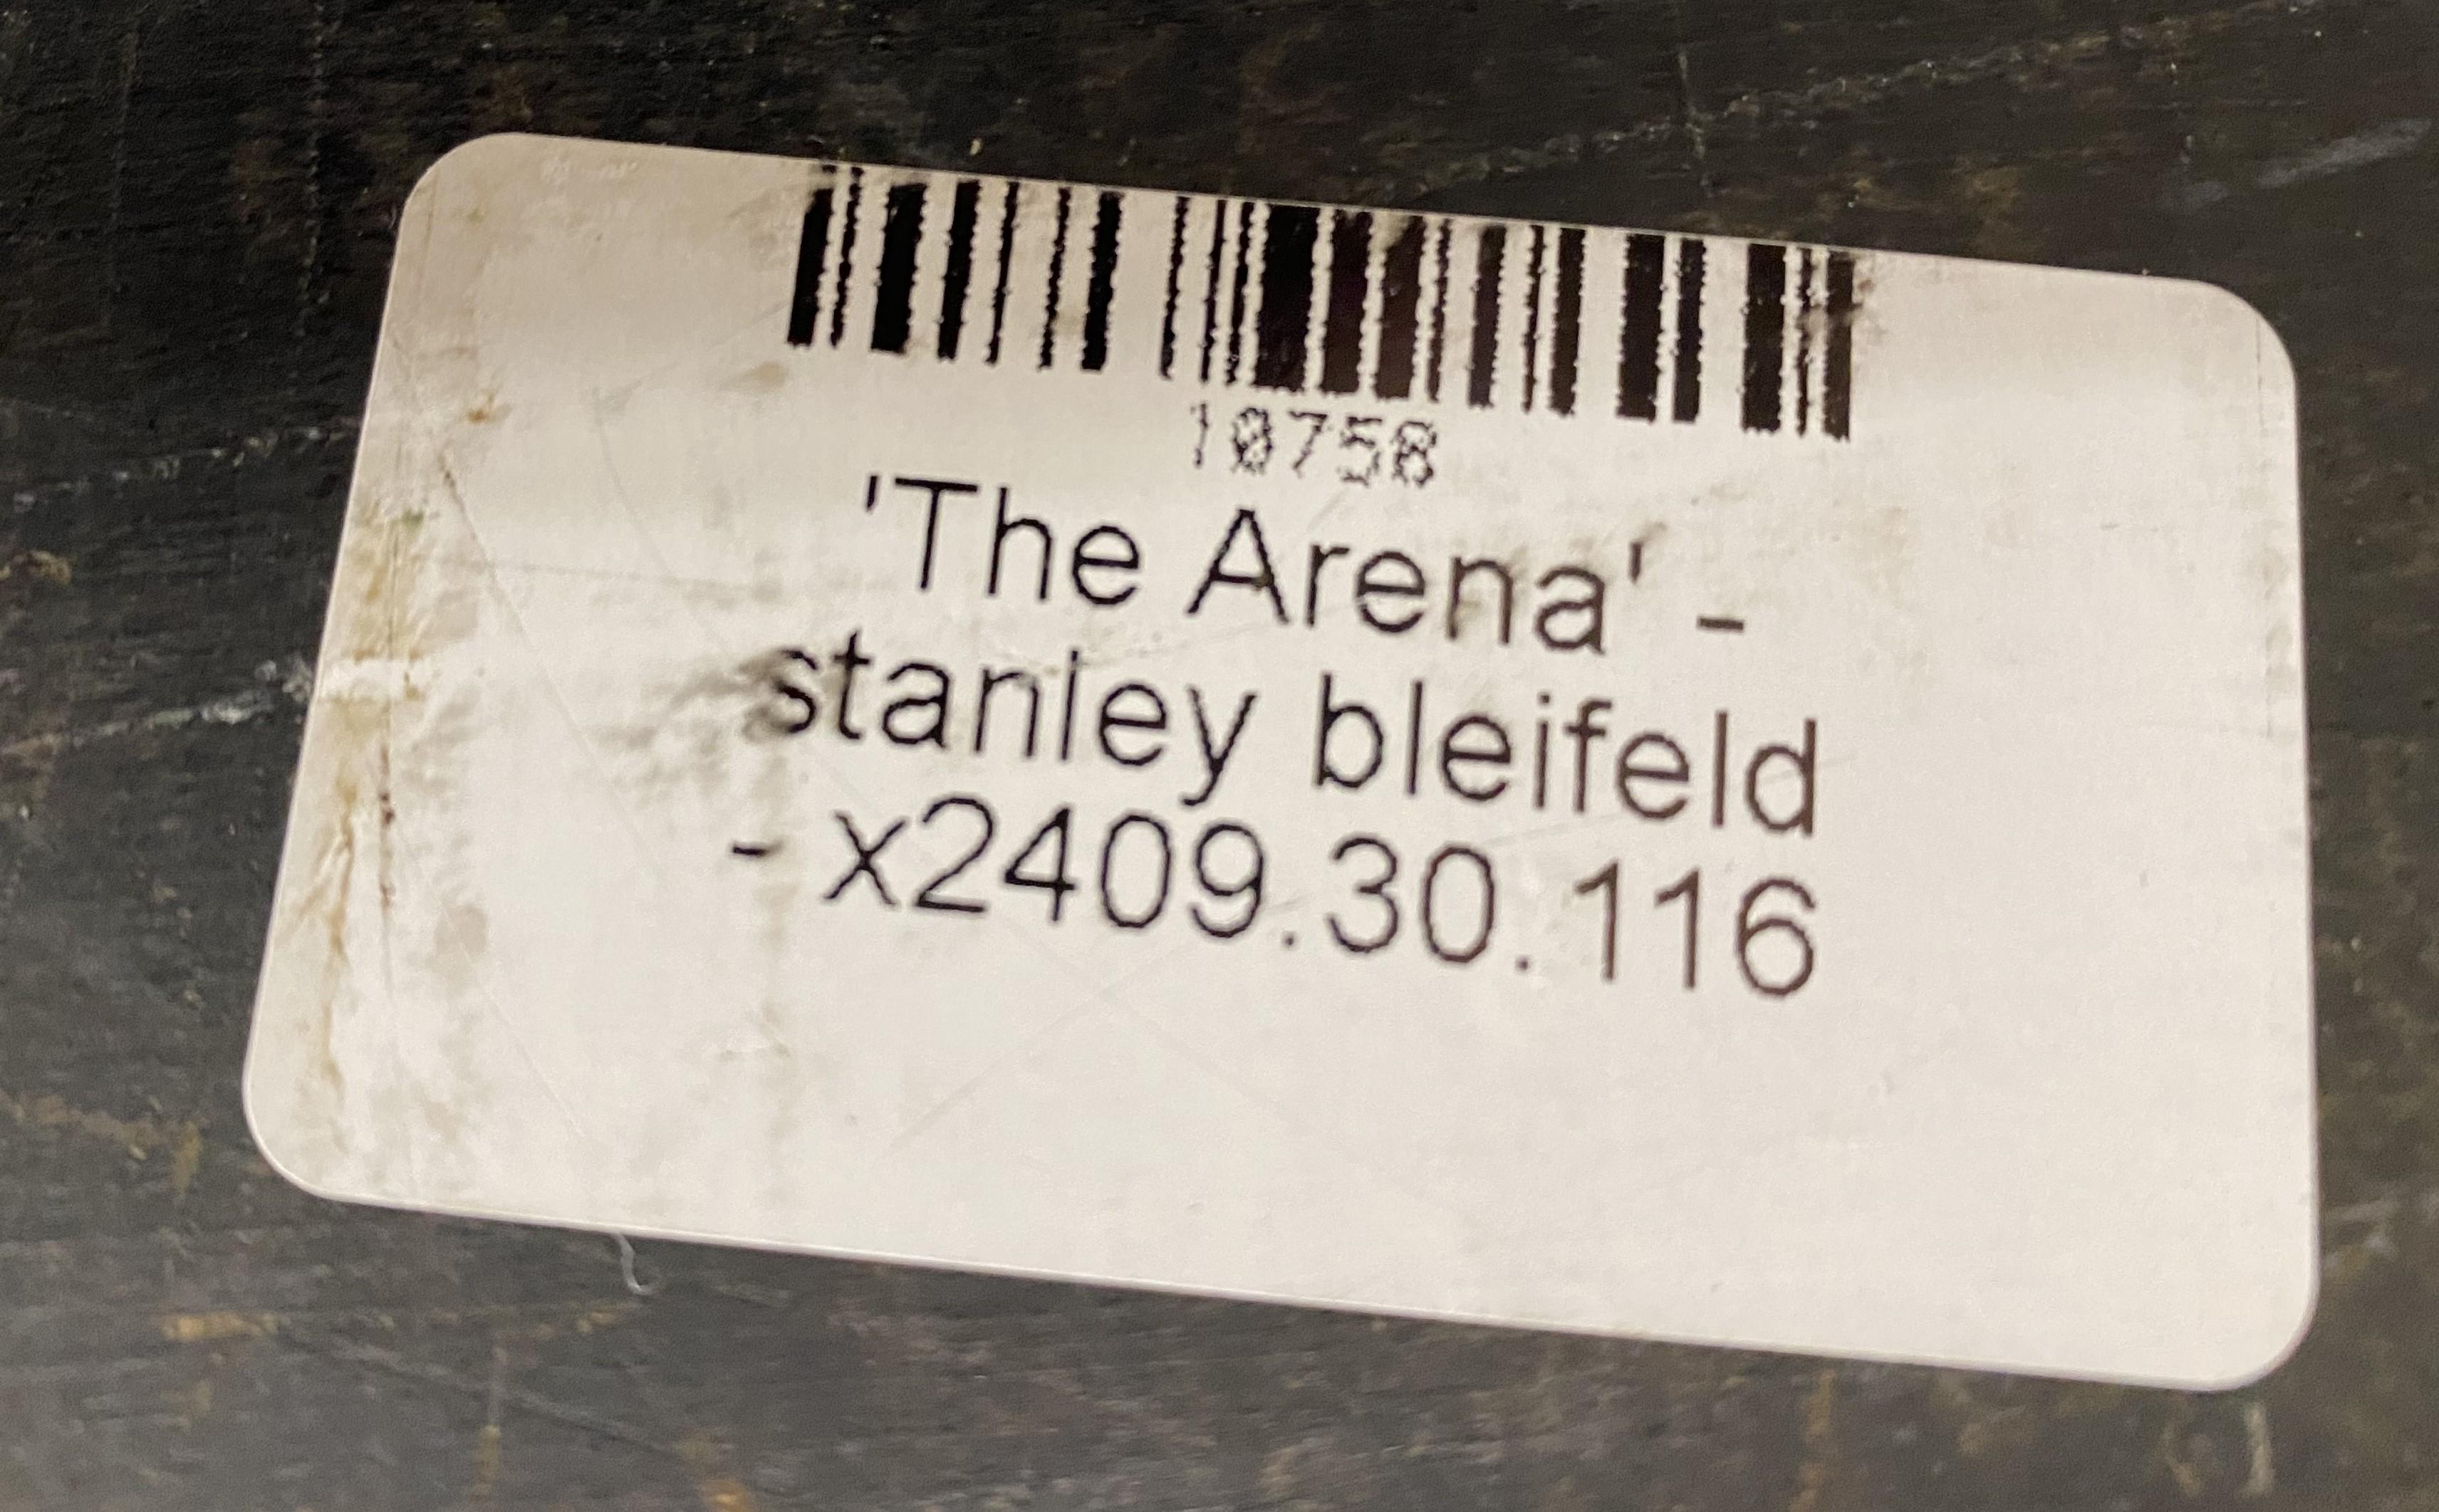 10758
'The Arena' -
stanley bleifeld
- x2409.30.116